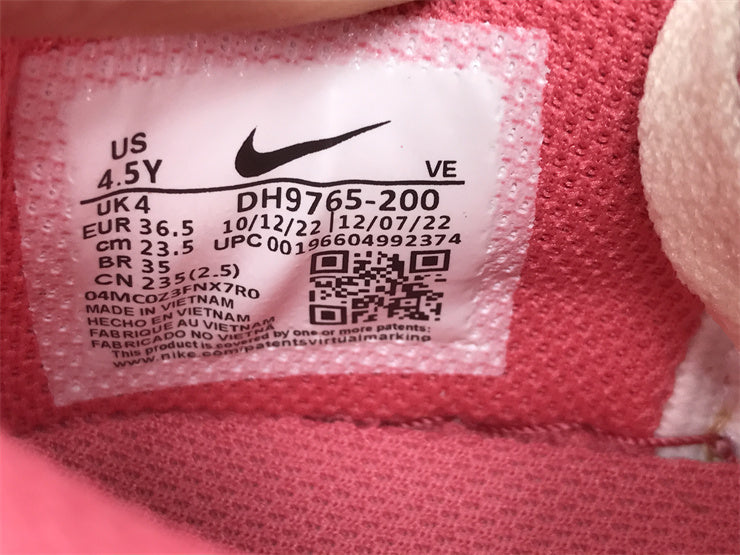 US
4.5Y
VE
UK 4
DH9765-200
EUR 36.5
10/12/22 | 12/07/22
cm 23.5
UPC 00196604992374
BR 35
CN 235(2.5)
04MC0Z3FNX7R0
MADE IN VIETNAM
HECHO EN VIETNAM
FABRIQUE AU VIETNAM
FABRICADO NO VIETNA
This product is covered by one or more patents:
www.nike.com/patentsvirtualmarking